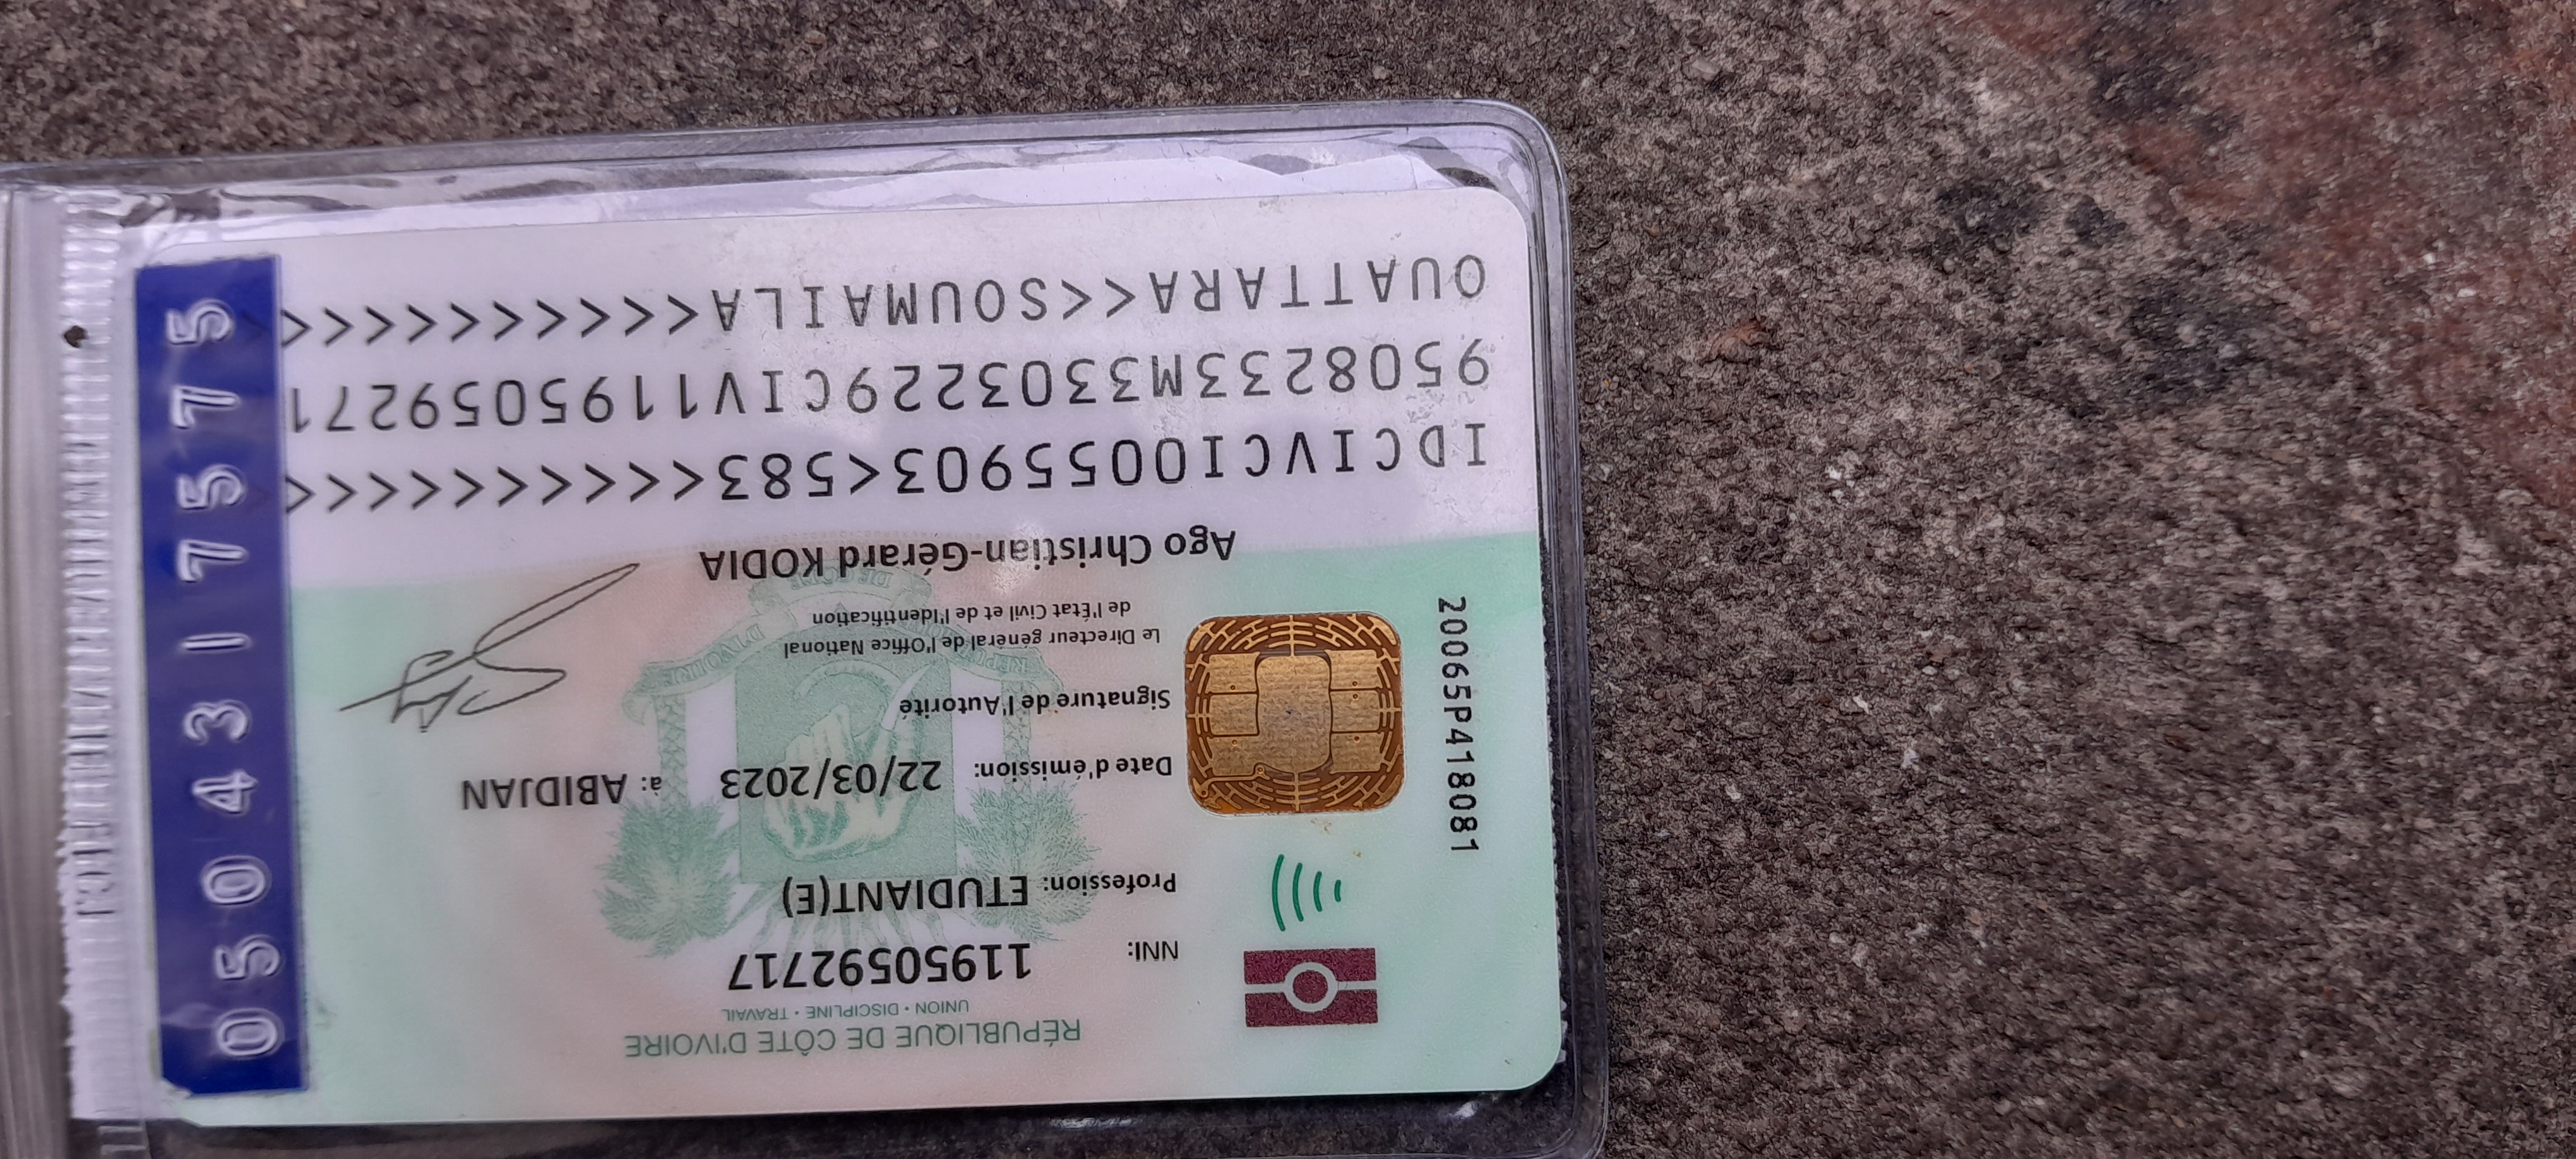 RÉPUBLIQUE DE CÔTE D'IVOIRE
UNION · DISCIPLINE · TRAVAIL
NNI: 11950592717
Profession: ETUDIANT(E)
Date d'émission: 22/03/2023 à: ABIDJAN
Signature de l'Autorité
Le Directeur général de l'Office National
de l'État Civil et de l'Identification
Ago Christian-Gérard KODIA
20065P418081
0504317575
IDCIVCI0055903<583<<<<<<<<<
9508233M3303229CIV1195059271
OUATTARA<<SOUMAILA<<<<<<<<<